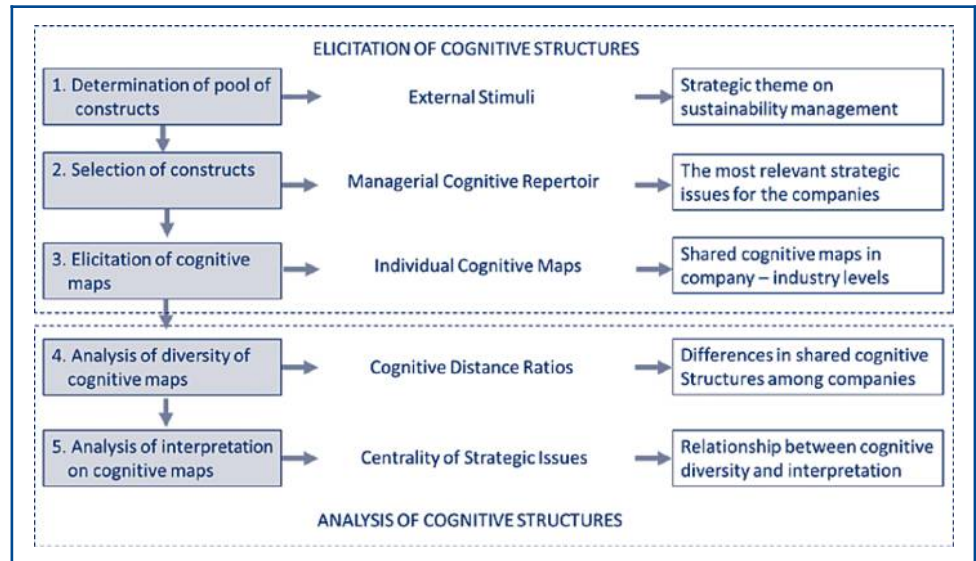 ELICITATION OF COGNITIVE STRUCTURES
1. Determination of pool of
constructs
External Stimuli
Strategic theme on
sustainability management
2. Selection of constructs
Managerial Cognitive Repertoir
The most relevant strategic
issues for the companies
3. Elicitation of cognitive
maps
Individual Cognitive Maps
Shared cognitive maps in
company – industry levels
4. Analysis of diversity of
cognitive maps
Cognitive Distance Ratios
Differences in shared cognitive
Structures among companies
5. Analysis of interpretation
on cognitive maps
Centrality of Strategic Issues
Relationship between cognitive
diversity and interpretation
ANALYSIS OF COGNITIVE STRUCTURES